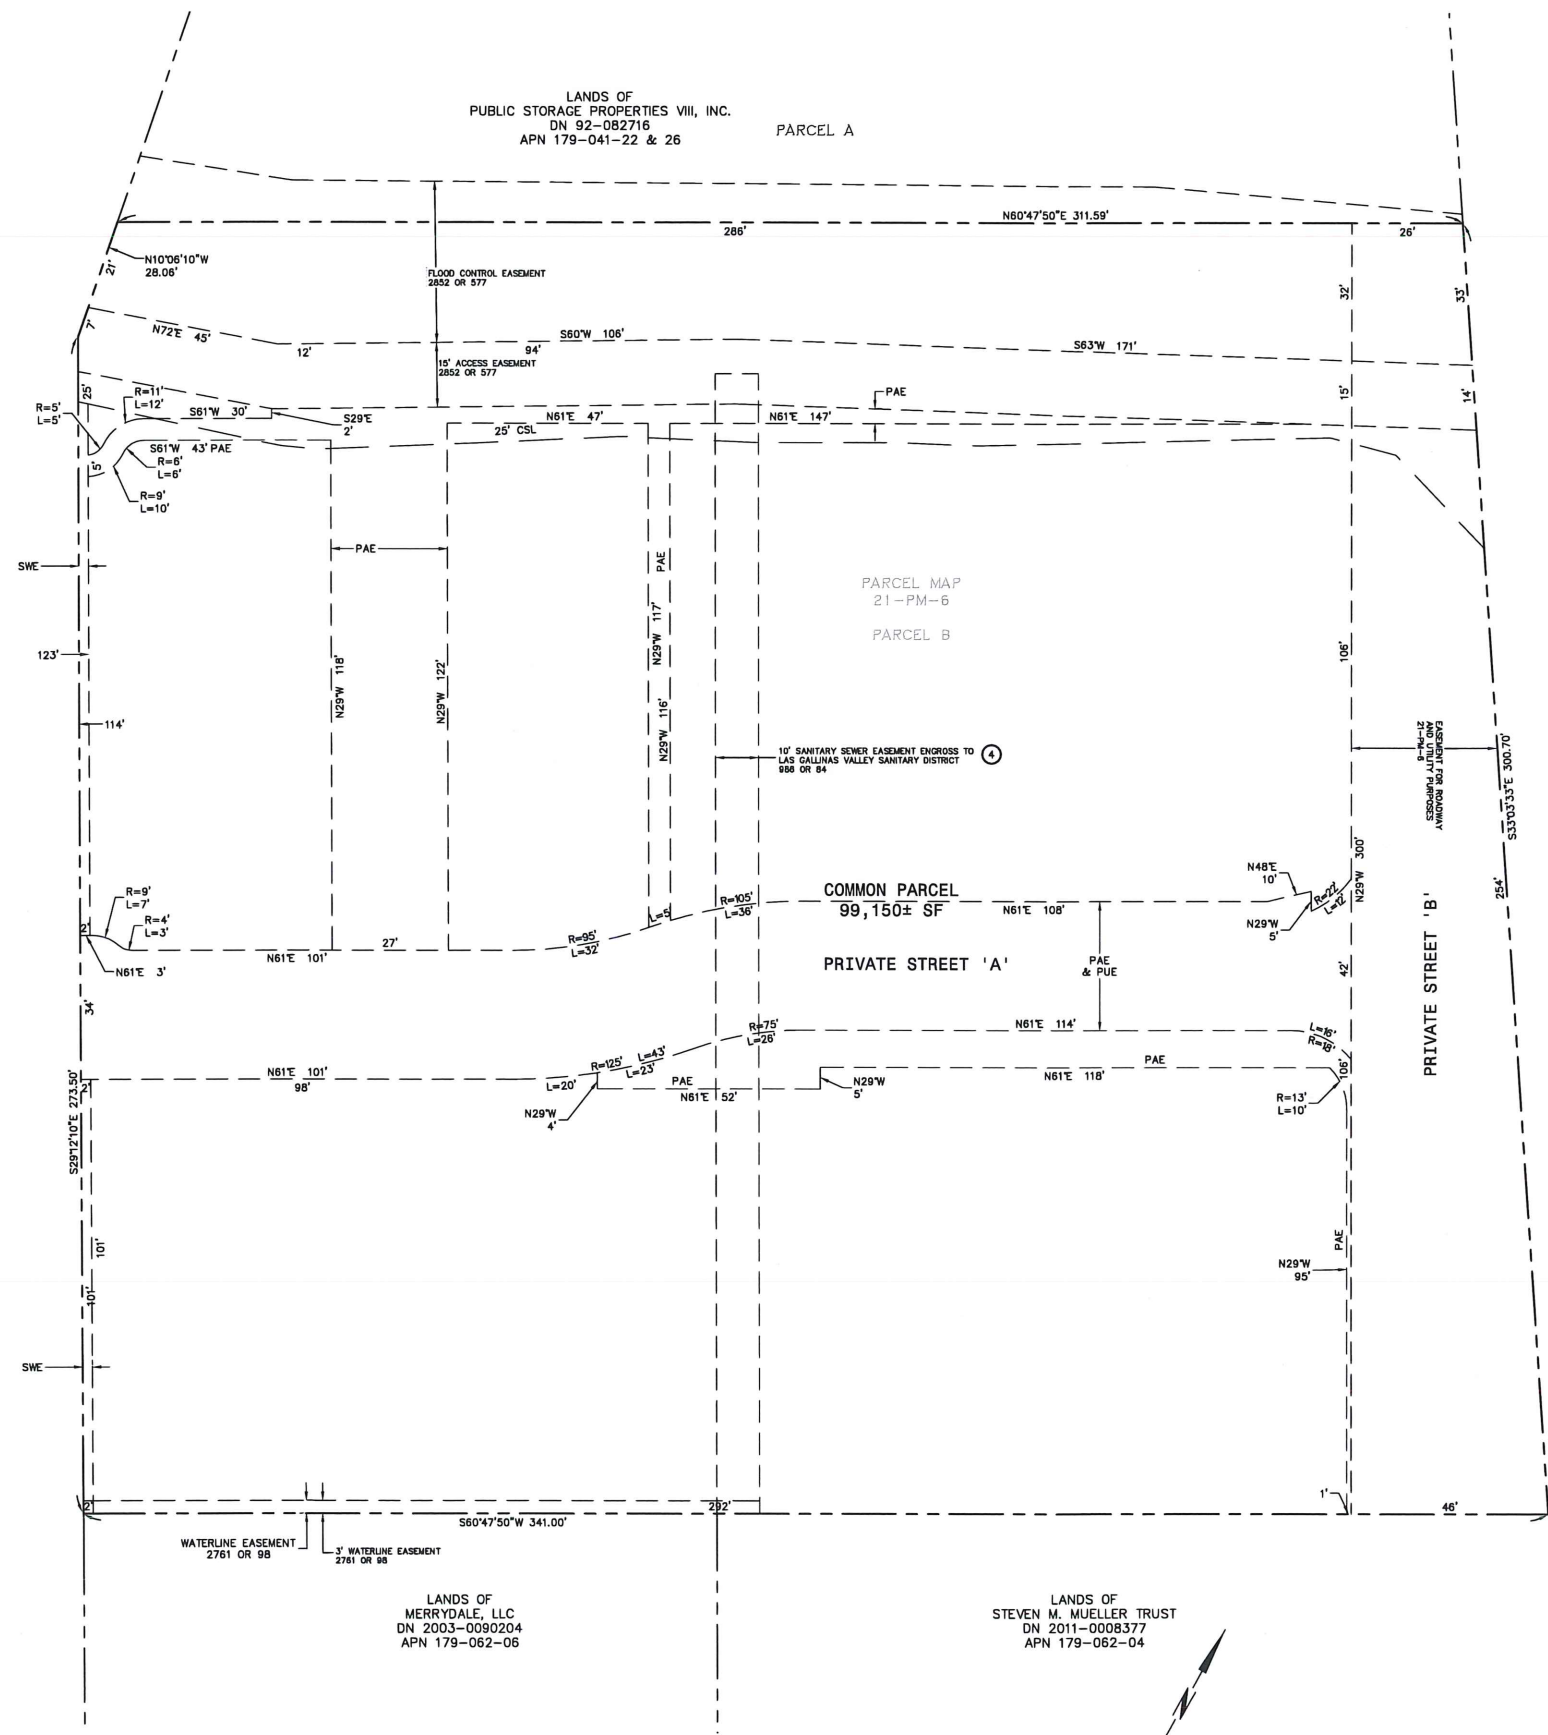 LANDS OF
PUBLIC STORAGE PROPERTIES VIII, INC.
DN 92-082716
APN 179-041-22 & 26
PARCEL A
N60°47'50"E 311.59'
286'
26'
N10°06'10"W
28.06'
21'
FLOOD CONTROL EASEMENT
2852 OR 577
32'
33'
7'
N72°E 45'
12'
S60°W 106'
94'
S63°W 171'
15' ACCESS EASEMENT
2852 OR 577
25'
R=11'
L=12'
PAE
15'
14'
R=5'
L=5'
S61°W 30'
S29°E
2'
N61°E 47'
N61°E 147'
25' CSL
S61°W 43' PAE
5'
R=6'
L=6'
R=9'
L=10'
PAE
PAE
SWE
PARCEL MAP
21-PM-6
PARCEL B
N29°W 117'
123'
N29°W 118'
N29°W 122'
106'
114'
N29°W 116'
10' SANITARY SEWER EASEMENT ENGROSS TO
LAS GALLINAS VALLEY SANITARY DISTRICT
988 OR 84
4
EASEMENT FOR ROADWAY
AND UTILITY PURPOSES
21-PM-6
S33°03'33"E 300.70'
N29°W 300'
254'
N48°E
10'
R=22'
L=12'
COMMON PARCEL
99,150± SF
R=9'
L=7'
R=105'
L=36'
N61°E 108'
L=5'
R=4'
L=3'
N29°W
5'
2'
R=95'
L=32'
27'
N61°E 101'
N61°E 3'
PRIVATE STREET 'A'
PAE
& PUE
42'
PRIVATE STREET 'B'
34'
R=75'
L=26'
N61°E 114'
L=16'
R=18'
N61°E 101'
98'
R=125'
L=43'
L=23'
L=20'
PAE
N61°E 118'
106'
2'
PAE
N61°E 52'
N29°W
5'
N29°W
4'
R=13'
L=10'
S29°12'10"E 273.50'
101'
101'
PAE
N29°W
95'
SWE
1'
2'
292'
46'
S60°47'50"W 341.00'
WATERLINE EASEMENT
2761 OR 98
3' WATERLINE EASEMENT
2761 OR 98
LANDS OF
MERRYDALE, LLC
DN 2003-0090204
APN 179-062-06
LANDS OF
STEVEN M. MUELLER TRUST
DN 2011-0008377
APN 179-062-04
N